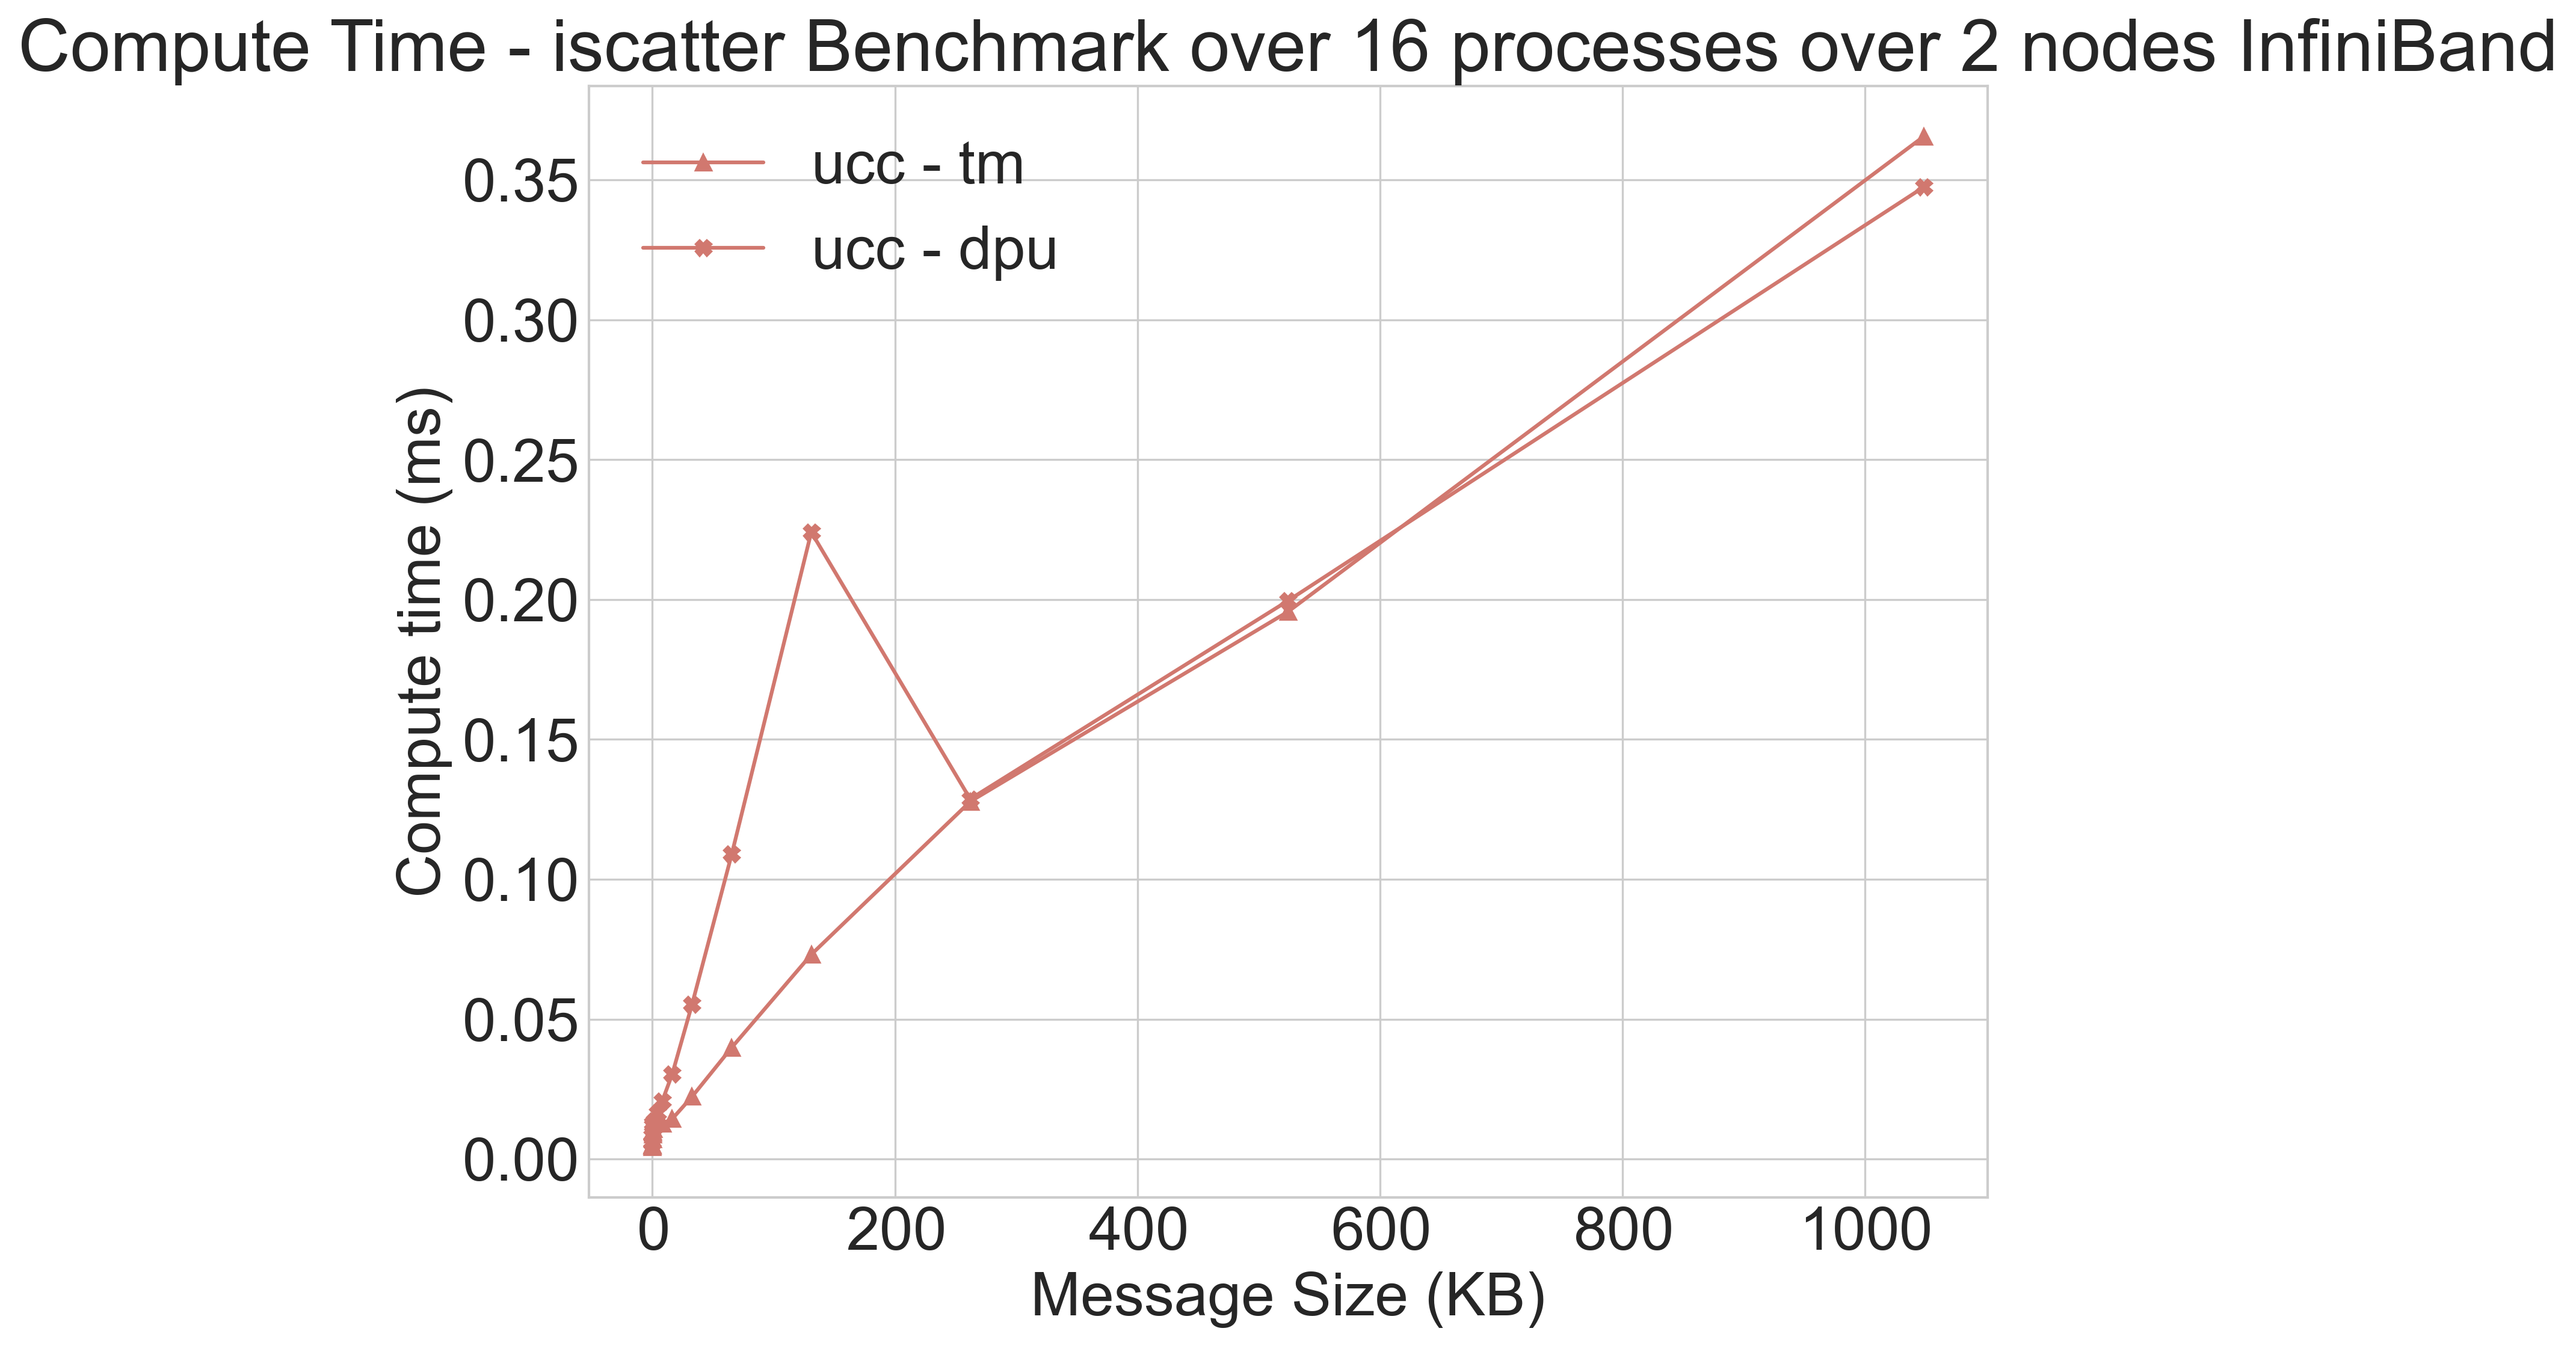 Compute Time - iscatter Benchmark over 16 processes over 2 nodes InfiniBand
ucc - tm
ucc - dpu
Compute time (ms)
0.35
0.30
0.25
0.20
0.15
0.10
0.05
0.00
0 200 400 600 800 1000
Message Size (KB)